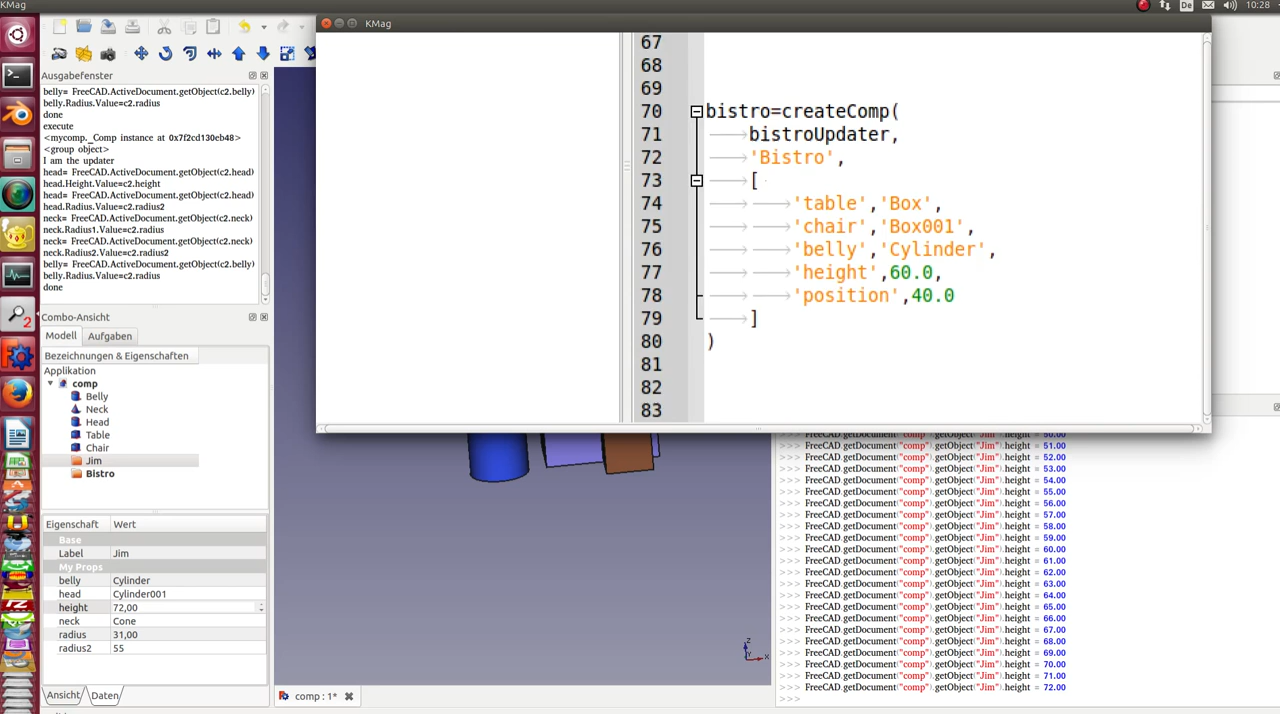 KMag
De
10:28
KMag
Ausgabefenster
belly= FreeCAD.ActiveDocument.getObject(c2.belly)
belly.Radius.Value=c2.radius
done
execute
<mycomp._Comp instance at 0x7f2cd130eb48>
<group object>
I am the updater
head= FreeCAD.ActiveDocument.getObject(c2.head)
head.Height.Value=c2.height
head= FreeCAD.ActiveDocument.getObject(c2.head)
head.Radius.Value=c2.radius2
neck= FreeCAD.ActiveDocument.getObject(c2.neck)
neck.Radius1.Value=c2.radius
neck= FreeCAD.ActiveDocument.getObject(c2.neck)
neck.Radius2.Value=c2.radius2
belly= FreeCAD.ActiveDocument.getObject(c2.belly)
belly.Radius.Value=c2.radius
done
Combo-Ansicht
Modell Aufgaben
Bezeichnungen & Eigenschaften
Applikation
comp
Belly
Neck
Head
Table
Chair
Jim
Bistro
Eigenschaft Wert
Base
Label Jim
My Props
belly Cylinder
head Cylinder001
height 72,00
neck Cone
radius 31,00
radius2 55
Ansicht Daten
67
68
69
70 bistro=createComp(
71 bistroUpdater,
72 'Bistro',
73 [
74 'table','Box',
75 'chair','Box001',
76 'belly','Cylinder',
77 'height',60.0,
78 'position',40.0
79 ]
80 )
81
82
83
Z
Y
X
comp : 1*
>>> FreeCAD.getDocument("comp").getObject("Jim").height = 50.00
>>> FreeCAD.getDocument("comp").getObject("Jim").height = 51.00
>>> FreeCAD.getDocument("comp").getObject("Jim").height = 52.00
>>> FreeCAD.getDocument("comp").getObject("Jim").height = 53.00
>>> FreeCAD.getDocument("comp").getObject("Jim").height = 54.00
>>> FreeCAD.getDocument("comp").getObject("Jim").height = 55.00
>>> FreeCAD.getDocument("comp").getObject("Jim").height = 56.00
>>> FreeCAD.getDocument("comp").getObject("Jim").height = 57.00
>>> FreeCAD.getDocument("comp").getObject("Jim").height = 58.00
>>> FreeCAD.getDocument("comp").getObject("Jim").height = 59.00
>>> FreeCAD.getDocument("comp").getObject("Jim").height = 60.00
>>> FreeCAD.getDocument("comp").getObject("Jim").height = 61.00
>>> FreeCAD.getDocument("comp").getObject("Jim").height = 62.00
>>> FreeCAD.getDocument("comp").getObject("Jim").height = 63.00
>>> FreeCAD.getDocument("comp").getObject("Jim").height = 64.00
>>> FreeCAD.getDocument("comp").getObject("Jim").height = 65.00
>>> FreeCAD.getDocument("comp").getObject("Jim").height = 66.00
>>> FreeCAD.getDocument("comp").getObject("Jim").height = 67.00
>>> FreeCAD.getDocument("comp").getObject("Jim").height = 68.00
>>> FreeCAD.getDocument("comp").getObject("Jim").height = 69.00
>>> FreeCAD.getDocument("comp").getObject("Jim").height = 70.00
>>> FreeCAD.getDocument("comp").getObject("Jim").height = 71.00
>>> FreeCAD.getDocument("comp").getObject("Jim").height = 72.00
>>>